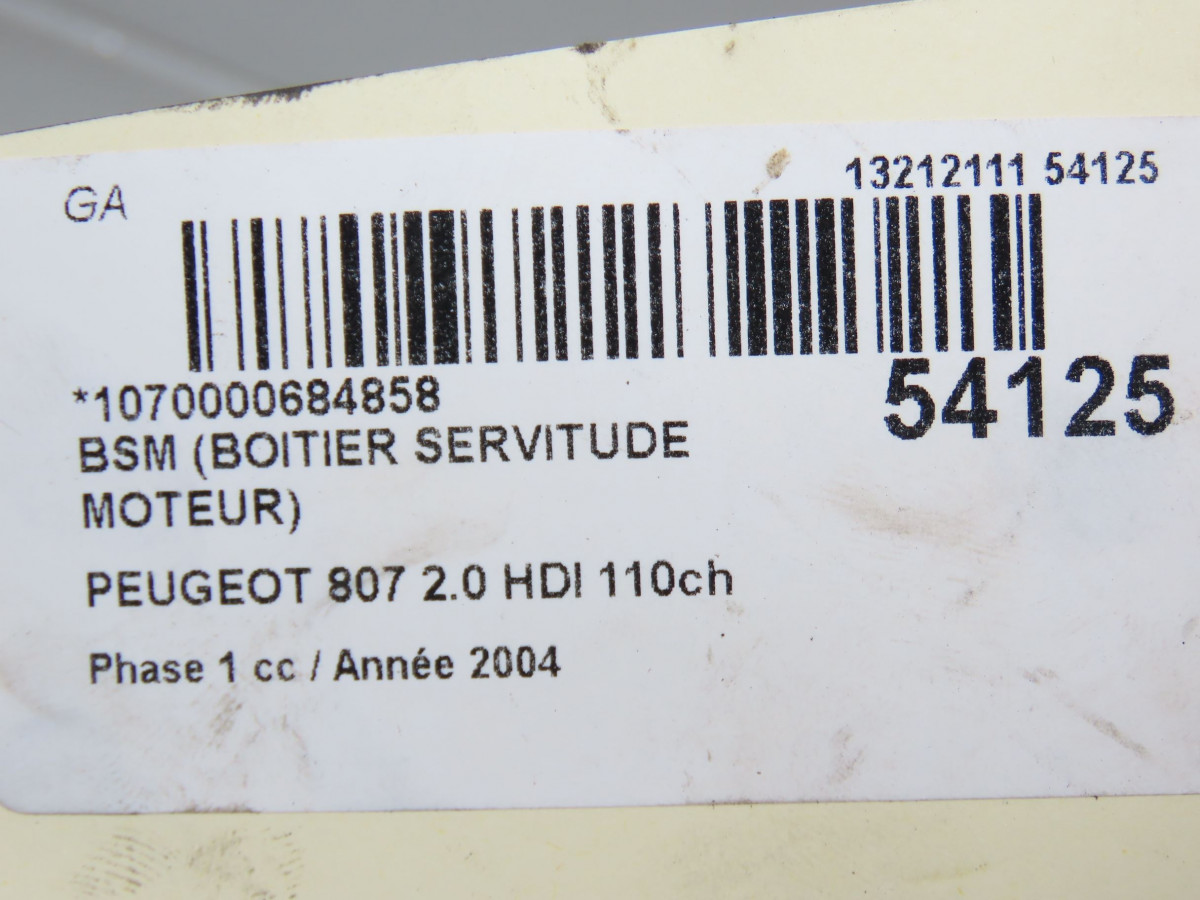 GA
13212111 54125
*1070000684858
54125
BSM (BOITIER SERVITUDE
MOTEUR)
PEUGEOT 807 2.0 HDI 110ch
Phase 1 cc / Année 2004